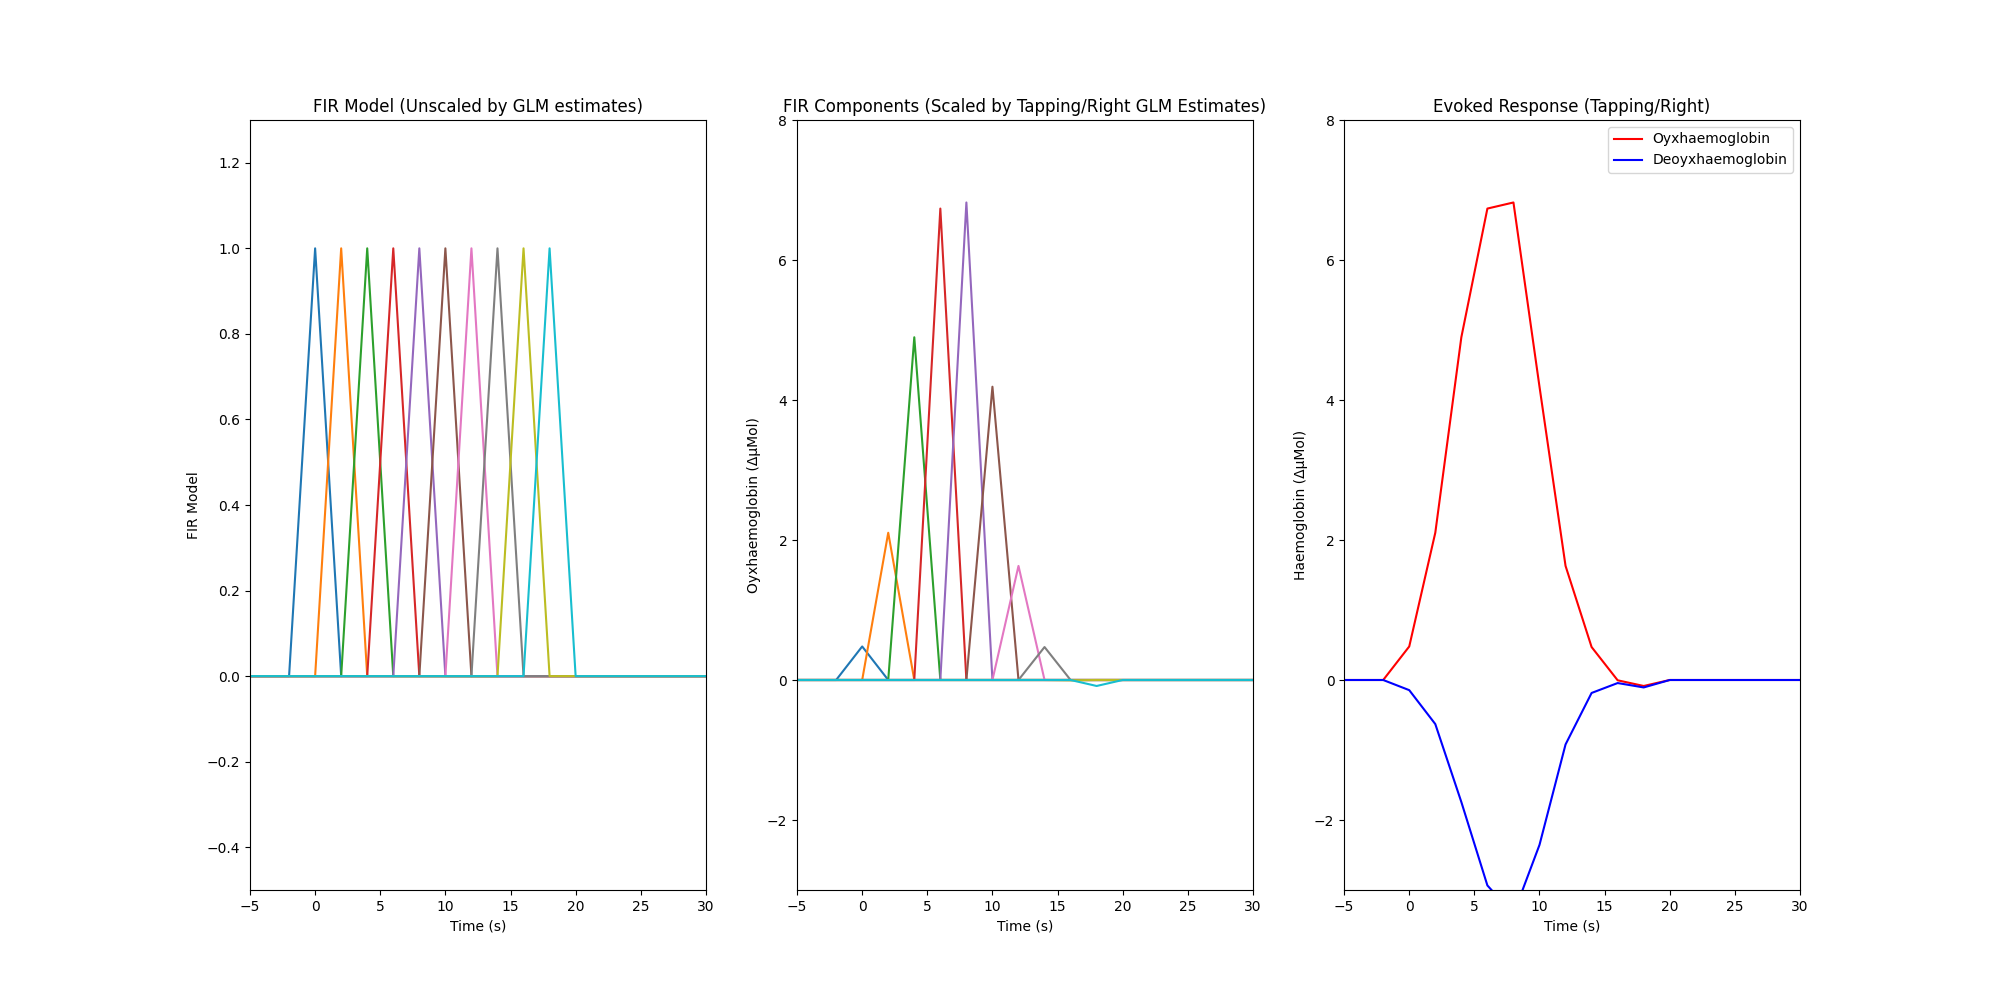 FIR Model (Unscaled by GLM estimates)
1.2
1.0
0.8
0.6
0.4
0.2
0.0
−0.2
−0.4
FIR Model
−5 0 5 10 15 20 25 30
Time (s)
FIR Components (Scaled by Tapping/Right GLM Estimates)
8
6
4
2
0
−2
Oyxhaemoglobin (ΔμMol)
−5 0 5 10 15 20 25 30
Time (s)
Evoked Response (Tapping/Right)
Oyxhaemoglobin
Deoyxhaemoglobin
8
6
4
2
0
−2
Haemoglobin (ΔμMol)
−5 0 5 10 15 20 25 30
Time (s)